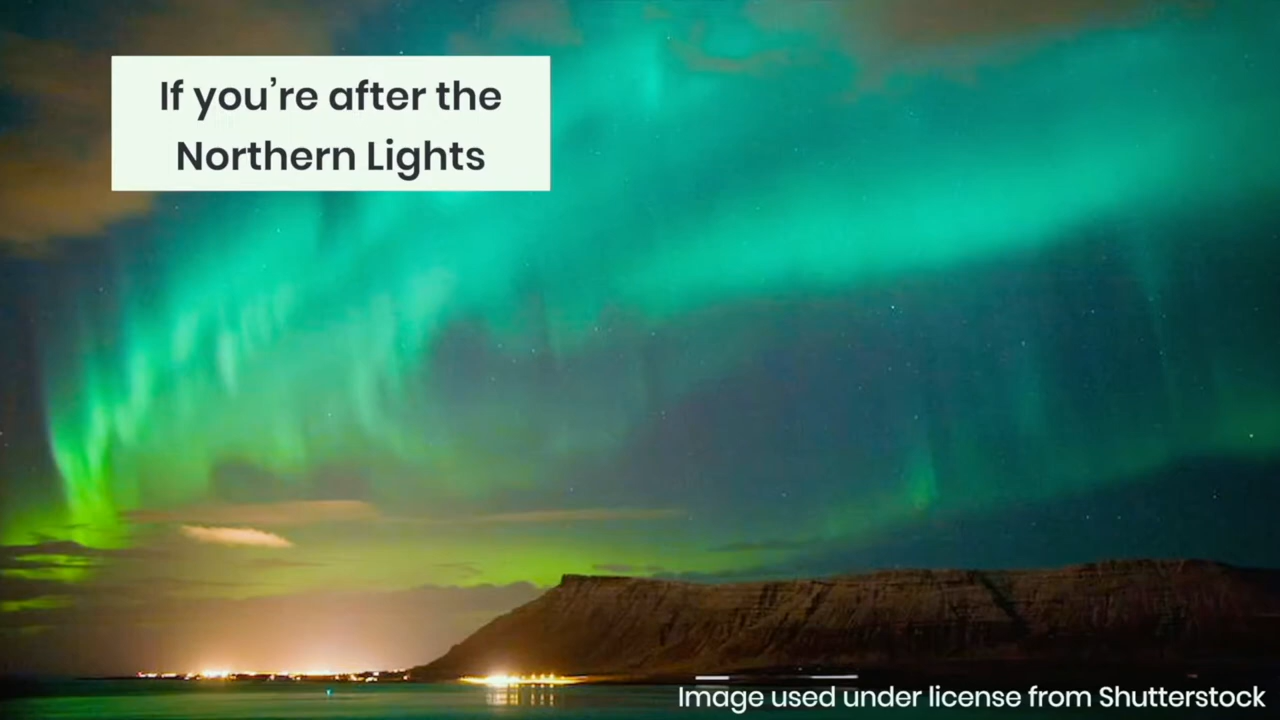 If you’re after the
Northern Lights
Image used under license from Shutterstock